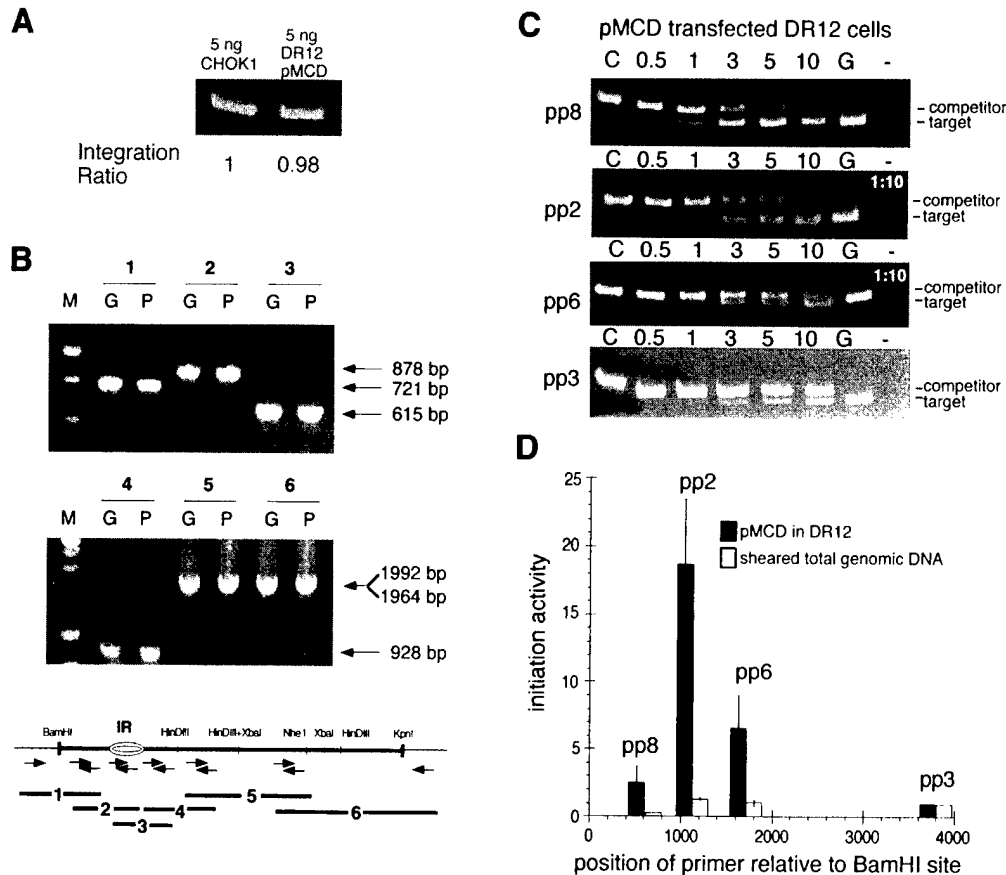 A
5 ng
CHOK1
5 ng
DR12
pMCD
Integration
Ratio
1
0.98
B
1
2
3
M
G
P
G
P
G
P
878 bp
721 bp
615 bp
4
5
6
M
G
P
G
P
G
P
1992 bp
1964 bp
928 bp
BamHI
IR
HinDIII
HinDIII+XbaI
Nhe1
XbaI
HinDIII
KpnI
1
2
3
4
5
6
C
pMCD transfected DR12 cells
C 0.5 1 3 5 10 G -
pp8
competitor
target
C 0.5 1 3 5 10 G -
1:10
pp2
competitor
target
C 0.5 1 3 5 10 G -
1:10
pp6
competitor
target
C 0.5 1 3 5 10 G -
pp3
competitor
target
D
25
20
15
10
5
0
initiation activity
pp2
pMCD in DR12
sheared total genomic DNA
pp6
pp8
pp3
0 1000 2000 3000 4000
position of primer relative to BamHI site